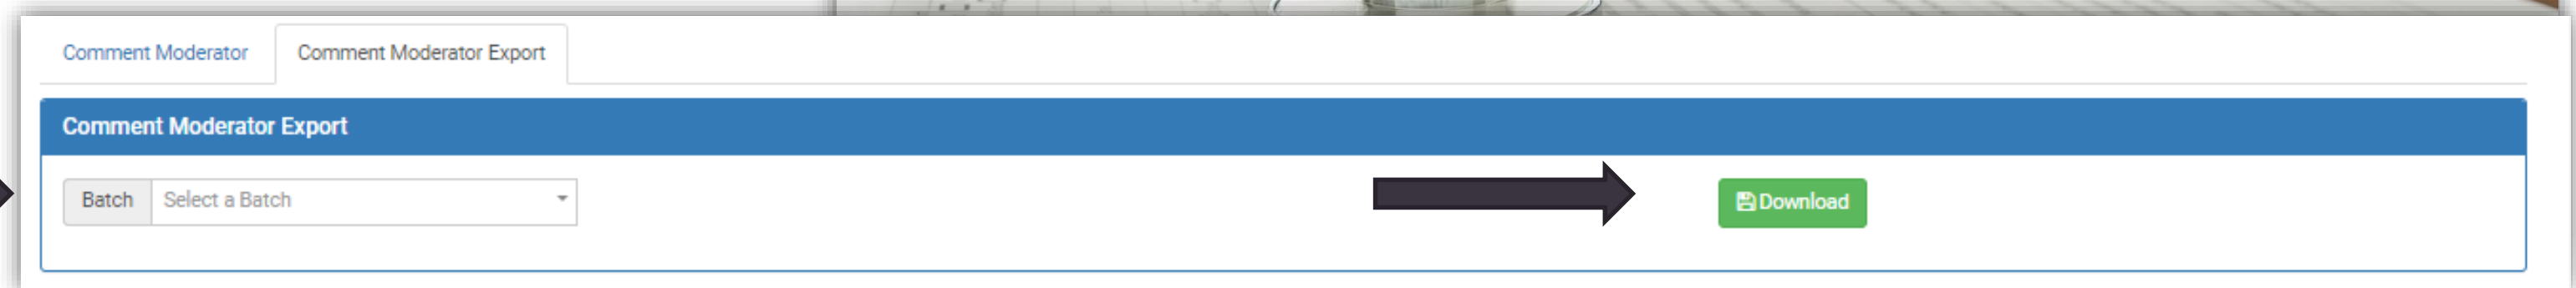 Comment Moderator
Comment Moderator Export
Comment Moderator Export
Batch
Select a Batch
Download